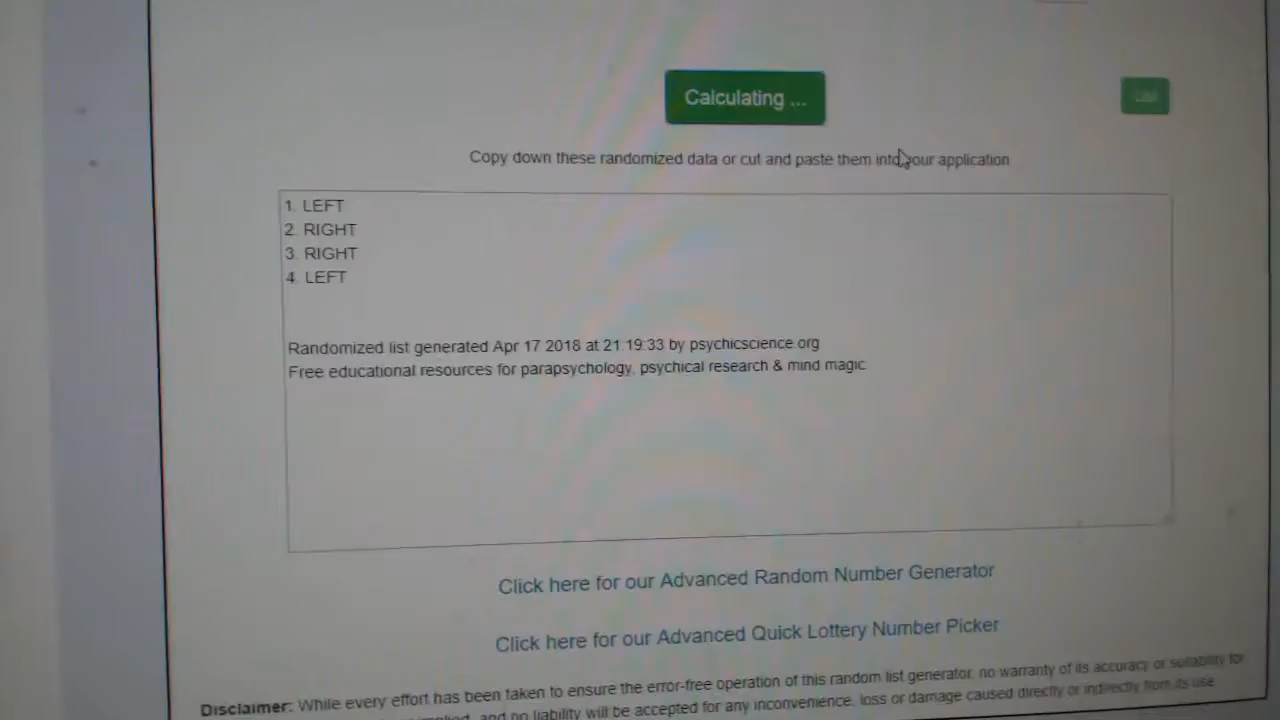 Calculating ...
Copy down these randomized data or cut and paste them into your application
1. LEFT
2. RIGHT
3. RIGHT
4. LEFT
Randomized list generated Apr 17 2018 at 21:19:33 by psychicscience.org
Free educational resources for parapsychology, psychical research & mind magic
Click here for our Advanced Random Number Generator
Click here for our Advanced Quick Lottery Number Picker
Disclaimer: While every effort has been taken to ensure the error-free operation of this random list generator, no warranty of its accuracy or suitability for
and no liability will be accepted for any inconvenience, loss or damage caused directly or indirectly from its use